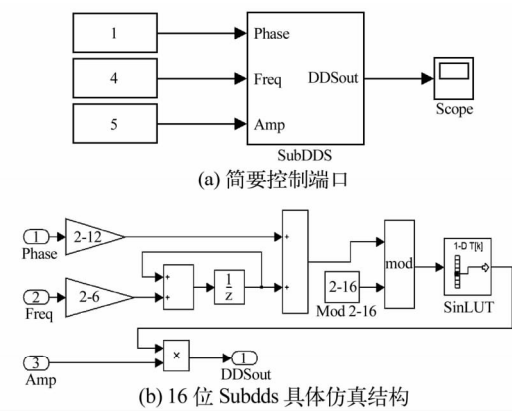 1
Phase
4
Freq
DDSout
5
Amp
Scope
SubDDS
(a) 简要控制端口
1
2-12
Phase
1-D T[k]
mod
2
2-6
1
z
2-16
Freq
Mod 2-16
SinLUT
3
×
1
Amp
DDSout
(b) 16 位 Subdds 具体仿真结构